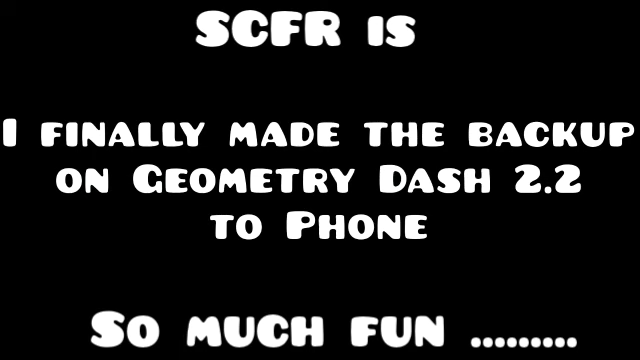 SCFR is
I finally made the backup
on Geometry Dash 2.2
to Phone
So much fun .........